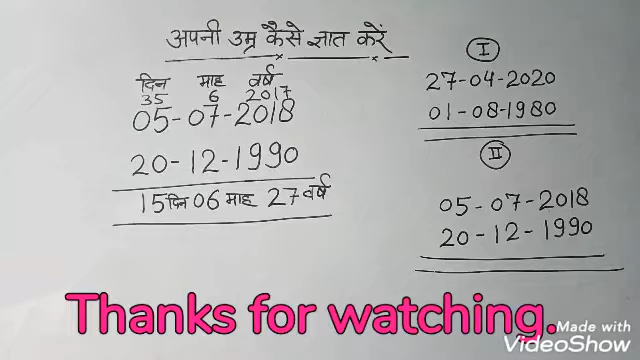 अपनी उम्र कैसे ज्ञात करें
दिन माह वर्ष
35 6 2017
05-07-2018
20-12-1990
15 दिन 06 माह 27 वर्ष
I
27-04-2020
01-08-1980
II
05-07-2018
20-12-1990
Thanks for watching.
Made with
VideoShow